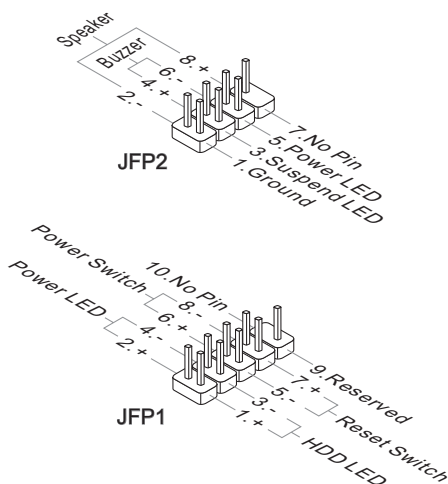 Speaker
Buzzer
8.+
6.-
4.+
2.-
7.No Pin
5.Power LED
3.Suspend LED
1.Ground
JFP2
Power Switch
Power LED
10.No Pin
8.-
6.+
4.-
2.+
9.Reserved
7.+
5.-
Reset Switch
3.-
1.+
HDD LED
JFP1